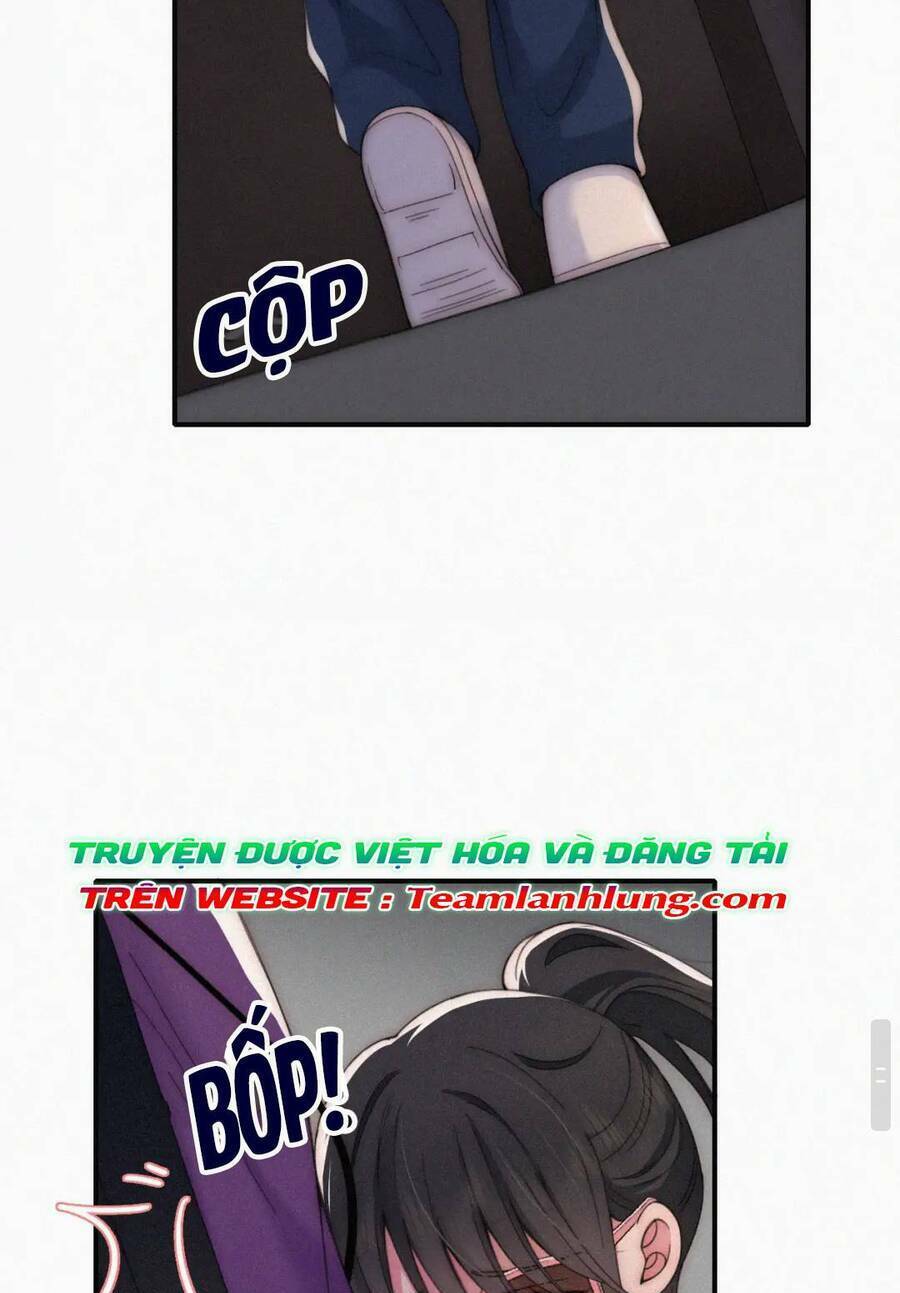 CỘP
TRUYỆN ĐƯỢC VIỆT HÓA VÀ ĐĂNG TẢI
TRÊN WEBSITE : Teamlanhlung.com
BỐP!